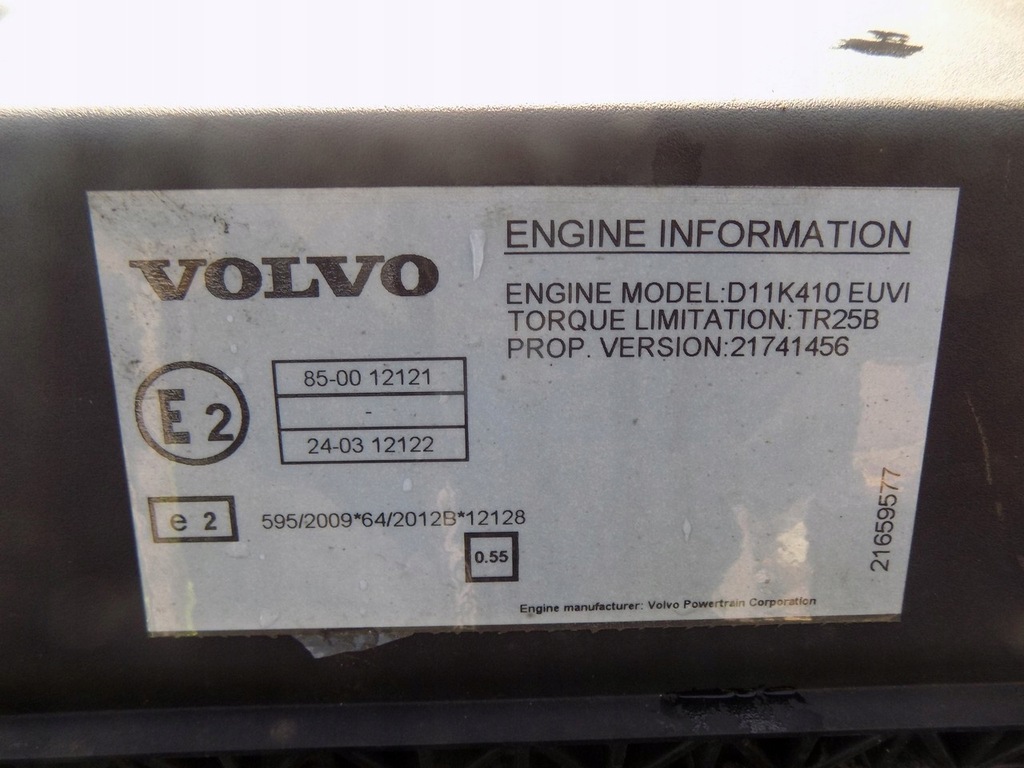 VOLVO
E2
85-00 12121
-
24-03 12122
e 2
595/2009*64/2012B*12128
0.55
ENGINE INFORMATION
ENGINE MODEL:D11K410 EUVI
TORQUE LIMITATION:TR25B
PROP. VERSION:21741456
21659577
Engine manufacturer: Volvo Powertrain Corporation